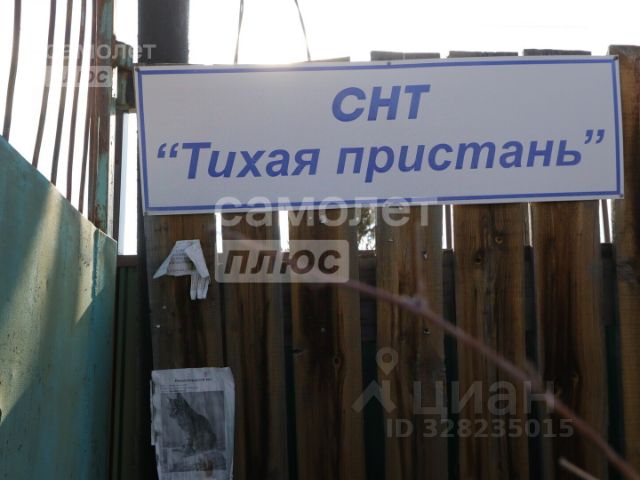 самолет
плюс
СНТ
“Тихая пристань”
самолет
плюс
циан
ID 328235015